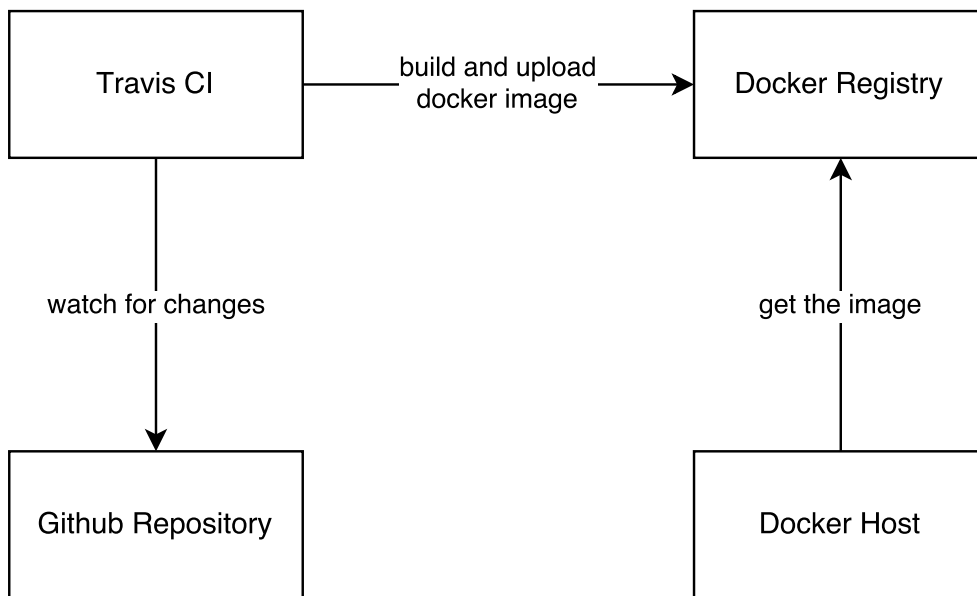 Travis CI
build and upload
docker image
Docker Registry
watch for changes
get the image
Github Repository
Docker Host